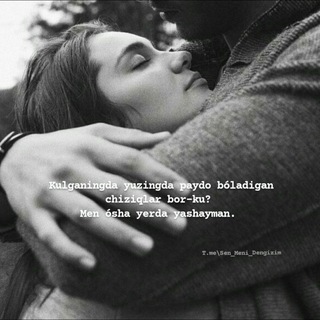 Kulganingda yuzingda paydo bóladigan
chiziqlar bor-ku?
Men ósha yerda yashayman.
T.me\Sen_Meni_Dengizim